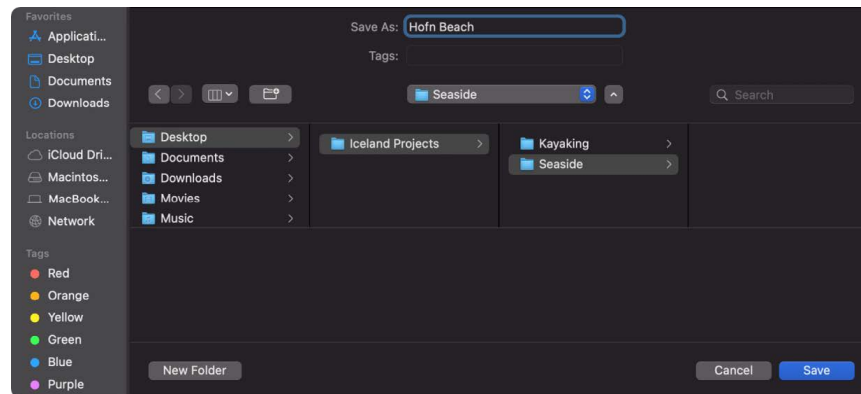 Favorites
Applicati...
Desktop
Documents
Downloads
Locations
iCloud Dri...
Macintos...
MacBook...
Network
Tags
Red
Orange
Yellow
Green
Blue
Purple
Save As: Hofn Beach
Tags:
Seaside
Search
Desktop
Documents
Downloads
Movies
Music
Iceland Projects
Kayaking
Seaside
New Folder
Cancel
Save